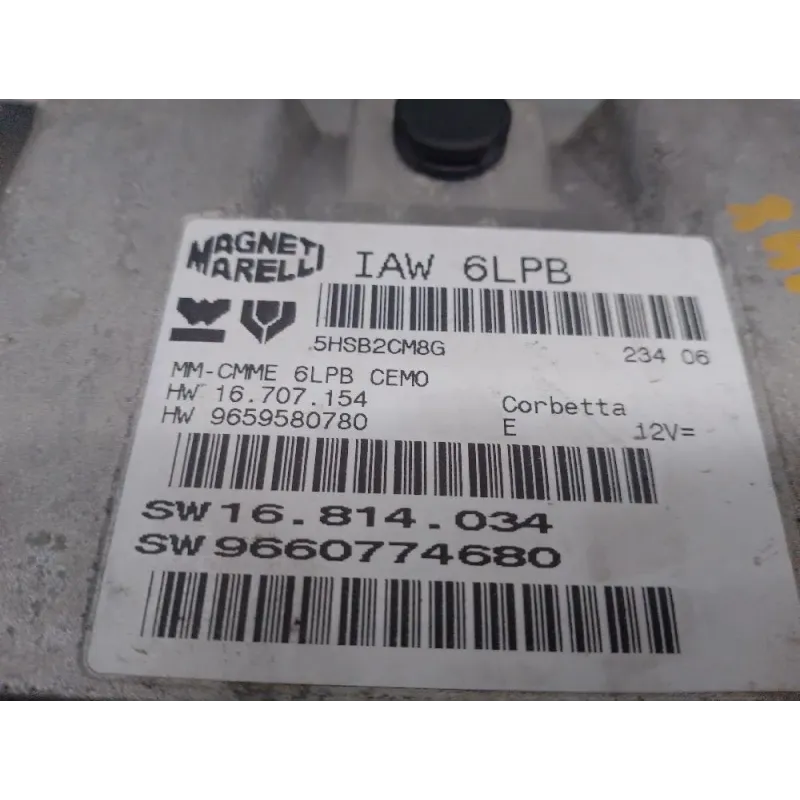 MAGNETI
MARELLI
IAW 6LPB
5HSB2CM8G 234 06
MM-CMME 6LPB CEMO
HW 16.707.154
Corbetta
HW 9659580780
E 12V=
SW 16.814.034
SW 9660774680